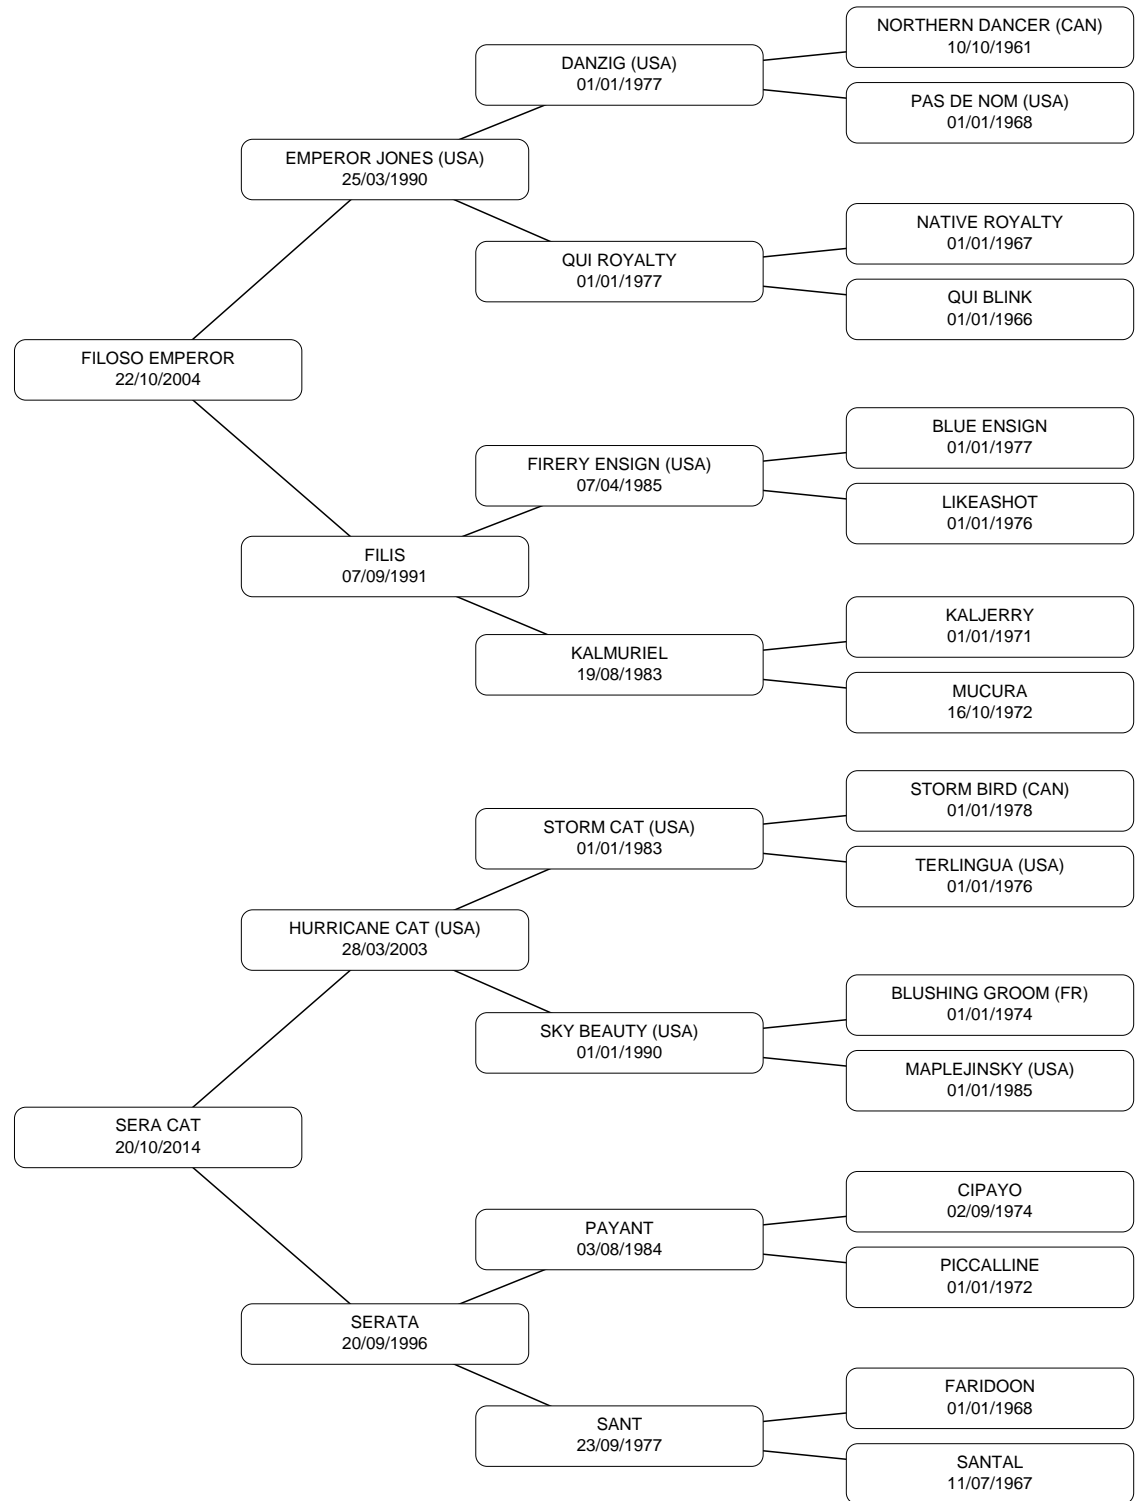 NORTHERN DANCER (CAN)
10/10/1961
DANZIG (USA)
01/01/1977
PAS DE NOM (USA)
01/01/1968
EMPEROR JONES (USA)
25/03/1990
NATIVE ROYALTY
01/01/1967
QUI ROYALTY
01/01/1977
QUI BLINK
01/01/1966
FILOSO EMPEROR
22/10/2004
BLUE ENSIGN
01/01/1977
FIRERY ENSIGN (USA)
07/04/1985
LIKEASHOT
01/01/1976
FILIS
07/09/1991
KALJERRY
01/01/1971
KALMURIEL
19/08/1983
MUCURA
16/10/1972
STORM BIRD (CAN)
01/01/1978
STORM CAT (USA)
01/01/1983
TERLINGUA (USA)
01/01/1976
HURRICANE CAT (USA)
28/03/2003
BLUSHING GROOM (FR)
01/01/1974
SKY BEAUTY (USA)
01/01/1990
MAPLEJINSKY (USA)
01/01/1985
SERA CAT
20/10/2014
CIPAYO
02/09/1974
PAYANT
03/08/1984
PICCALLINE
01/01/1972
SERATA
20/09/1996
FARIDOON
01/01/1968
SANT
23/09/1977
SANTAL
11/07/1967